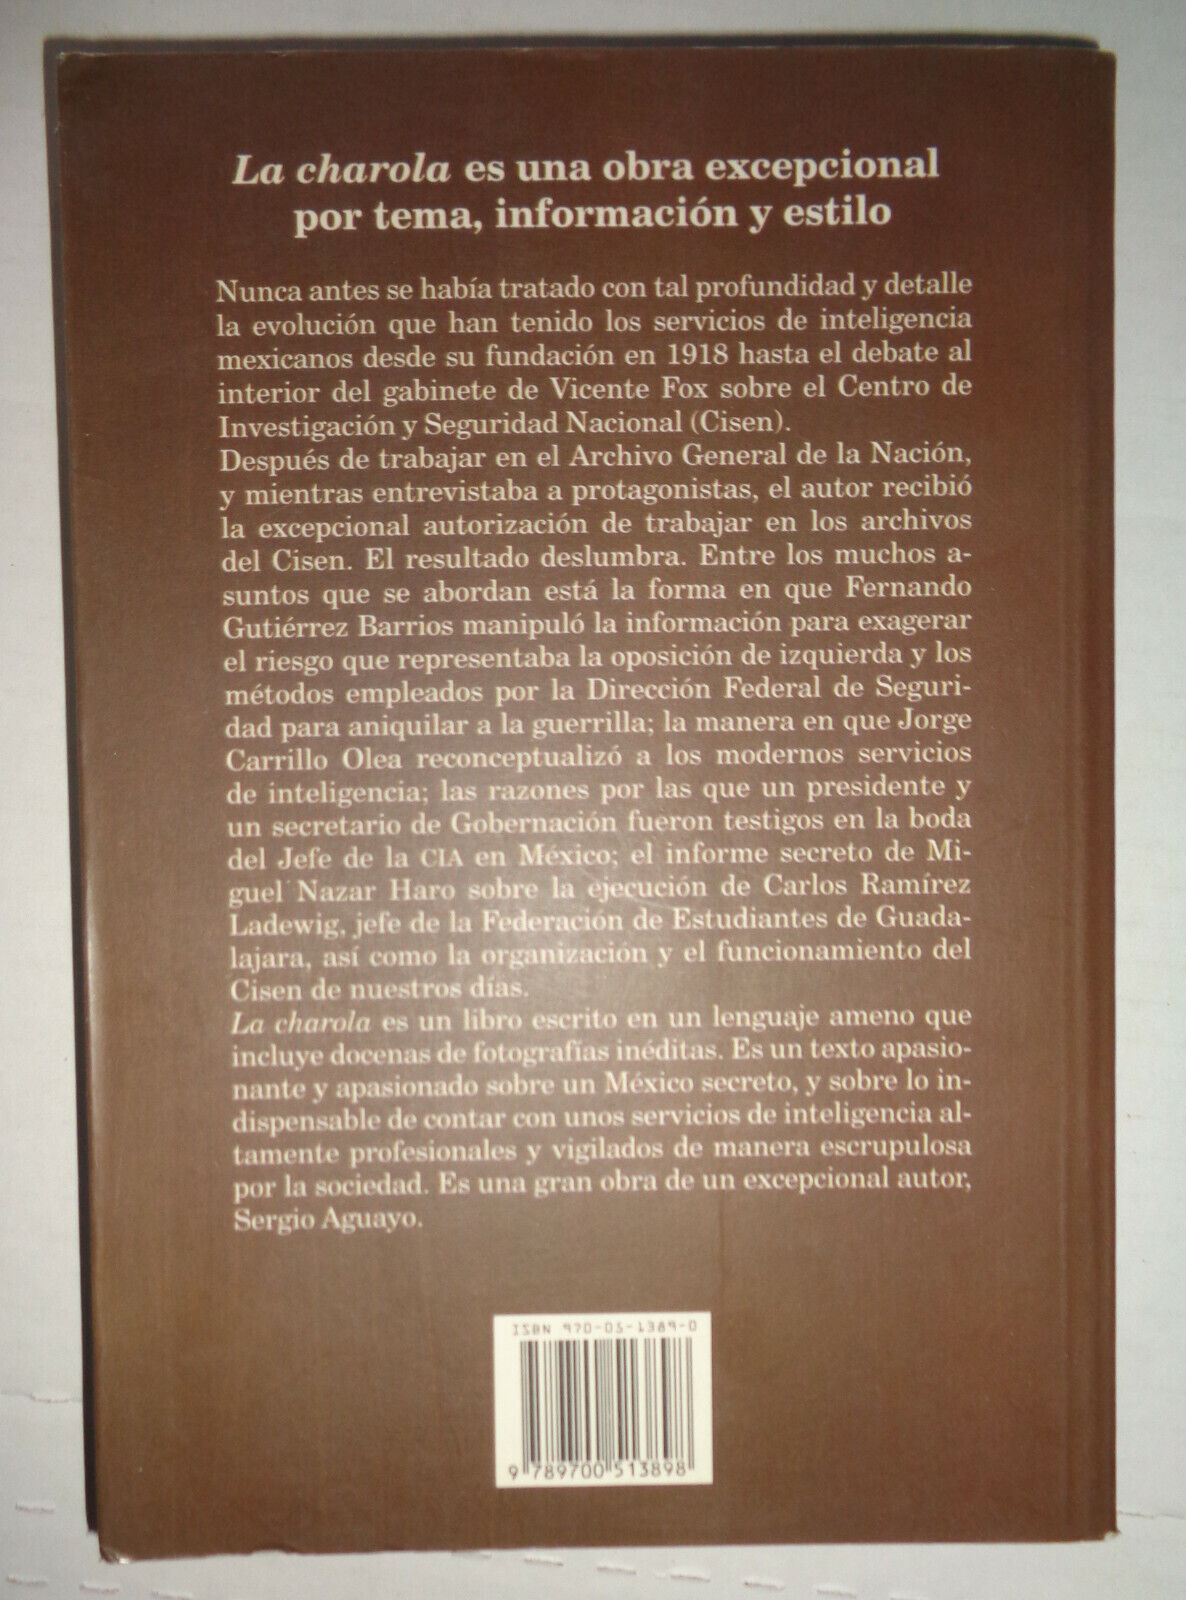 La charola es una obra excepcional
por tema, información y estilo
Nunca antes se había tratado con tal profundidad y detalle
la evolución que han tenido los servicios de inteligencia
mexicanos desde su fundación en 1918 hasta el debate al
interior del gabinete de Vicente Fox sobre el Centro de
Investigación y Seguridad Nacional (Cisen).
Después de trabajar en el Archivo General de la Nación,
y mientras entrevistaba a protagonistas, el autor recibió
la excepcional autorización de trabajar en los archivos
del Cisen. El resultado deslumbra. Entre los muchos a-
suntos que se abordan está la forma en que Fernando
Gutiérrez Barrios manipuló la información para exagerar
el riesgo que representaba la oposición de izquierda y los
métodos empleados por la Dirección Federal de Seguri-
dad para aniquilar a la guerrilla; la manera en que Jorge
Carrillo Olea reconceptualizó a los modernos servicios
de inteligencia; las razones por las que un presidente y
un secretario de Gobernación fueron testigos en la boda
del Jefe de la CIA en México; el informe secreto de Mi-
guel Nazar Haro sobre la ejecución de Carlos Ramírez
Ladewig, jefe de la Federación de Estudiantes de Guada-
lajara, así como la organización y el funcionamiento del
Cisen de nuestros días.
La charola es un libro escrito en un lenguaje ameno que
incluye docenas de fotografías inéditas. Es un texto apasio-
nante y apasionado sobre un México secreto, y sobre lo in-
dispensable de contar con unos servicios de inteligencia al-
tamente profesionales y vigilados de manera escrupulosa
por la sociedad. Es una gran obra de un excepcional autor,
Sergio Aguayo.
ISBN 970-05-1389-0
9 789700 513898